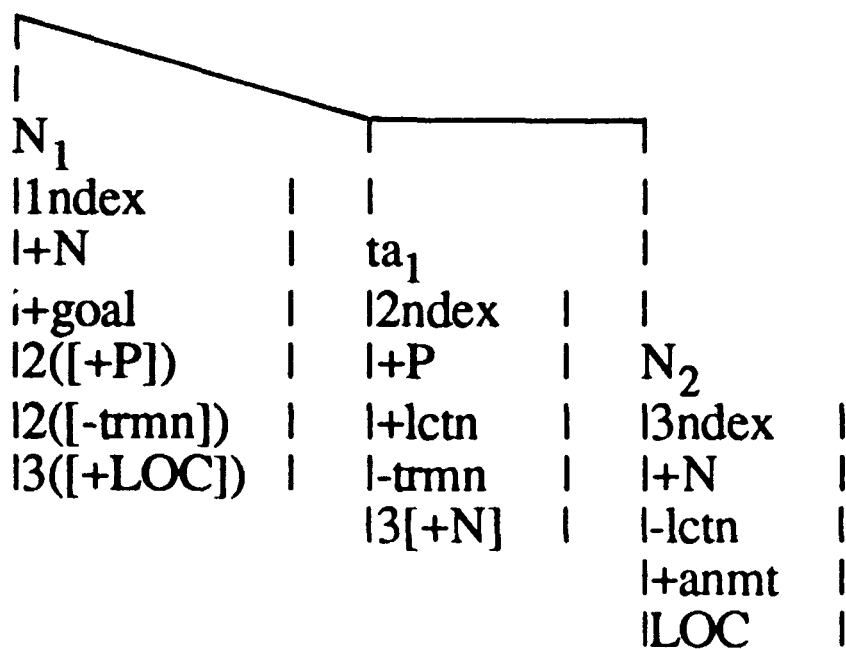 N₁
|1ndex |
|+N |
i+goal |
|2([+P]) |
|2([-trmn]) |
|3([+LOC]) |
ta₁
|2ndex |
|+P |
|+lctn |
|-trmn |
|3[+N] |
N₂
|3ndex |
|+N |
|-lctn |
|+anmt |
|LOC |